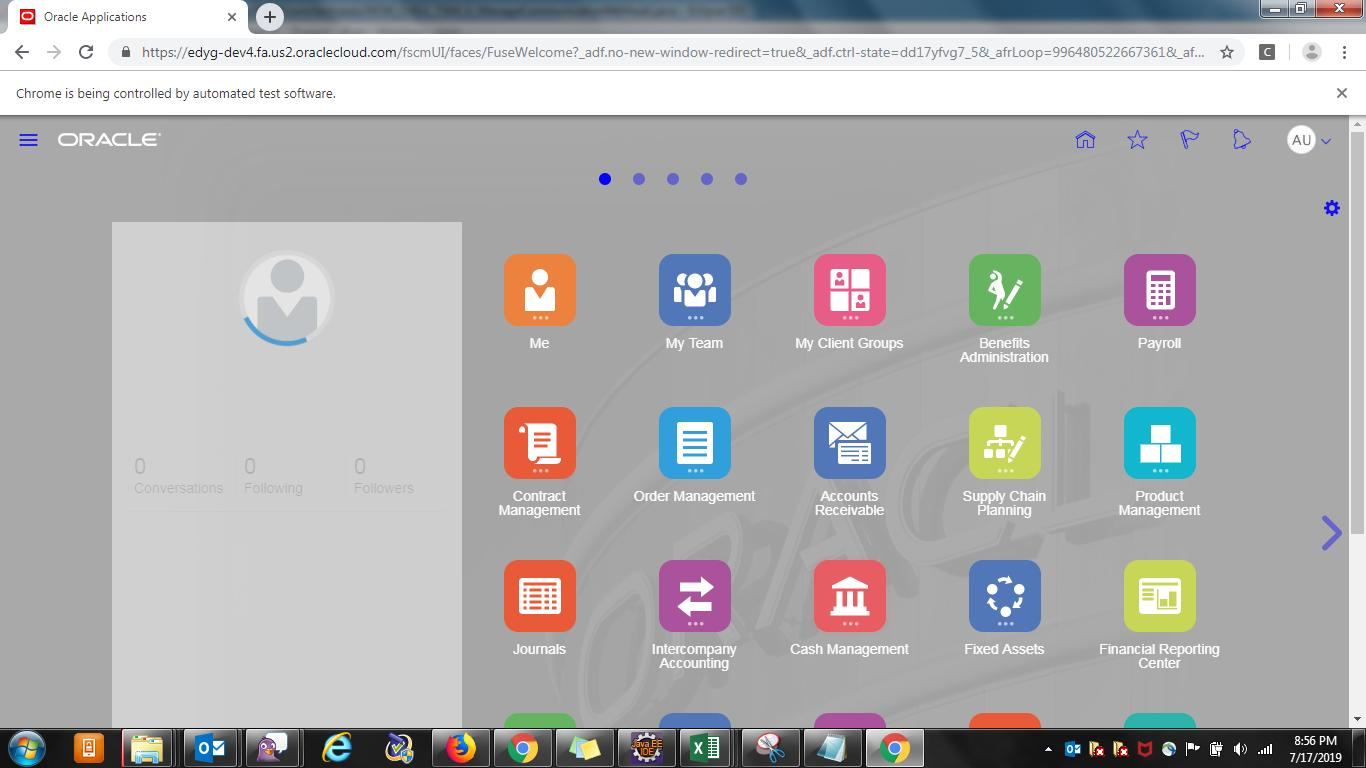 Oracle Applications
https://edyg-dev4.fa.us2.oraclecloud.com/fscmUI/faces/FuseWelcome?_adf.no-new-window-redirect=true&_adf.ctrl-state=dd17yfvg7_5&_afrLoop=996480522667361&_af...
C
Chrome is being controlled by automated test software.
ORACLE
AU
Me
My Team
My Client Groups
Benefits
Administration
Payroll
0
0
0
Conversations
Following
Followers
Contract
Management
Order Management
Accounts
Receivable
Supply Chain
Planning
Product
Management
Journals
Intercompany
Accounting
Cash Management
Fixed Assets
Financial Reporting
Center
Java EE
IDE
8:56 PM
7/17/2019